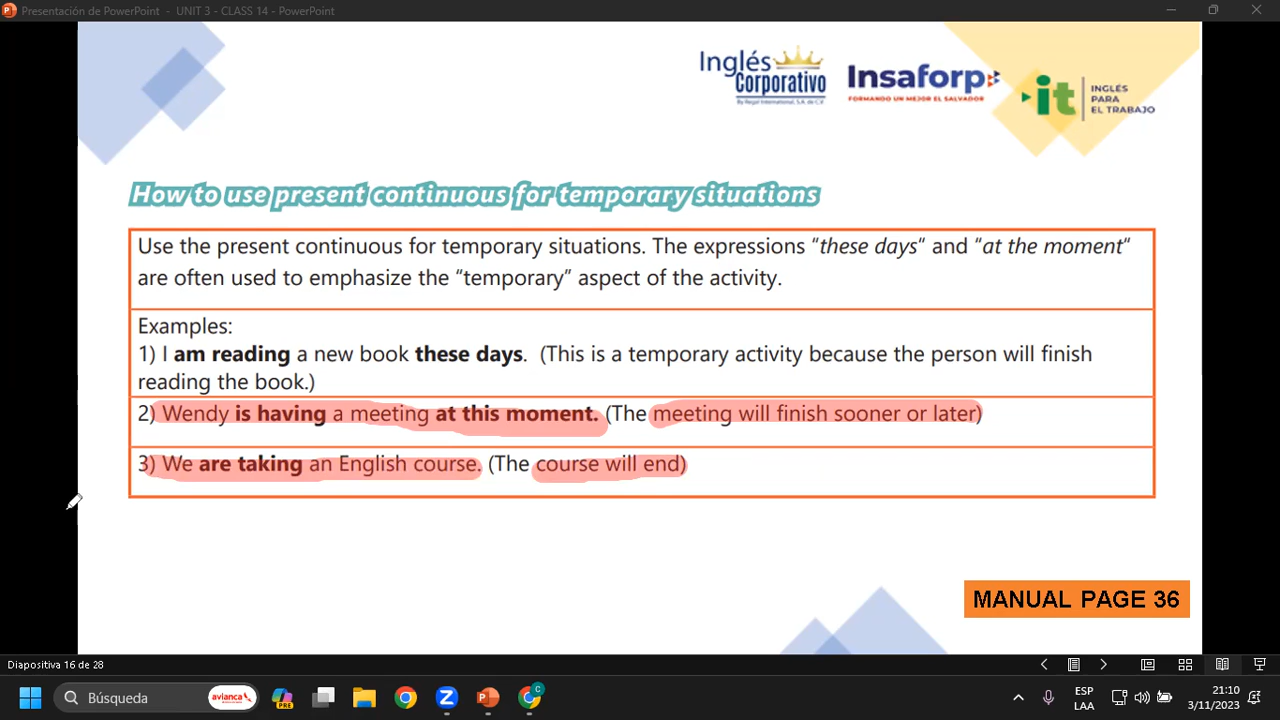 Presentación de PowerPoint - UNIT 3 - CLASS 14 - PowerPoint
Inglés
Corporativo
By Regal International, S.A. de C.V.
Insaforp
FORMANDO UN MEJOR EL SALVADOR
it
INGLÉS
PARA
EL TRABAJO
How to use present continuous for temporary situations
Use the present continuous for temporary situations. The expressions “these days“ and “at the moment“
are often used to emphasize the “temporary” aspect of the activity.
Examples:
1) I am reading a new book these days. (This is a temporary activity because the person will finish
reading the book.)
2) Wendy is having a meeting at this moment. (The meeting will finish sooner or later)
3) We are taking an English course. (The course will end)
MANUAL PAGE 36
Diapositiva 16 de 28
Búsqueda
avianca
PRE
C
ESP
LAA
21:10
3/11/2023